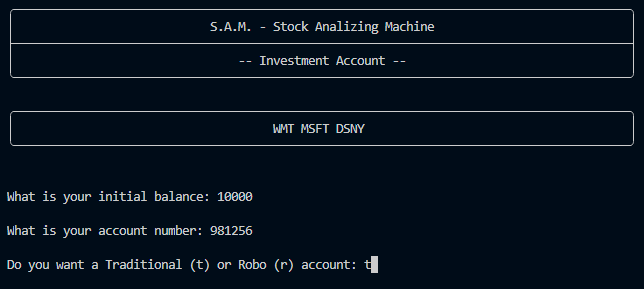 S.A.M. - Stock Analizing Machine
-- Investment Account --
WMT MSFT DSNY
What is your initial balance: 10000
What is your account number: 981256
Do you want a Traditional (t) or Robo (r) account: t